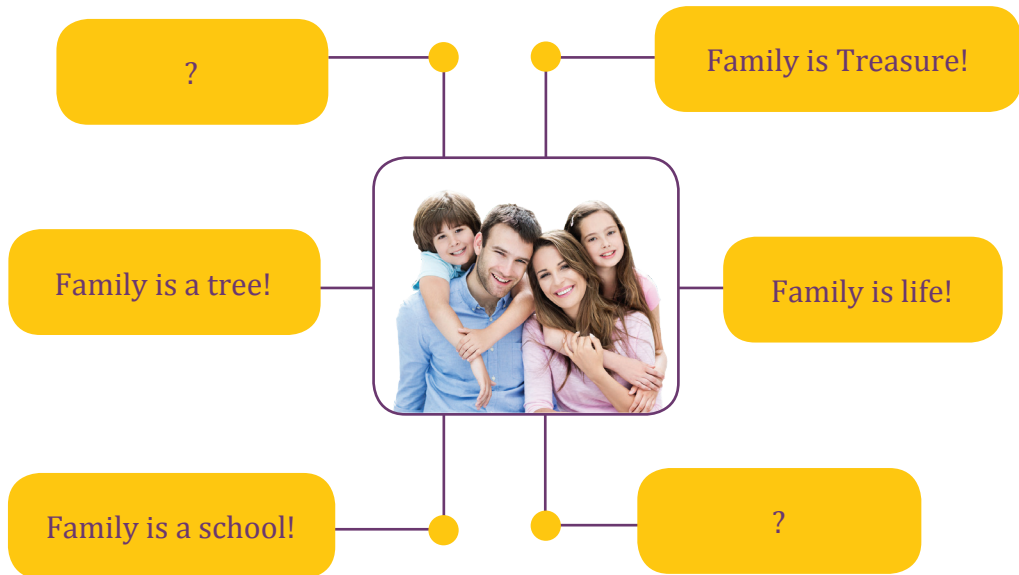 ?
Family is Treasure!
Family is a tree!
Family is life!
Family is a school!
?